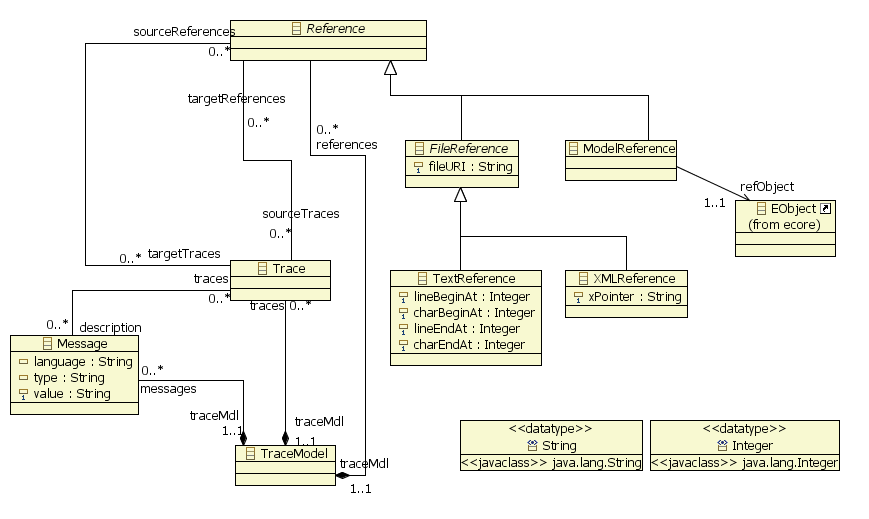 Reference
sourceReferences
0..*
targetReferences
0..*
0..*
references
FileReference
fileURI : String
ModelReference
refObject
1..1
EObject
(from ecore)
sourceTraces
0..*
0..*
targetTraces
Trace
traces
0..*
traces
0..*
TextReference
lineBeginAt : Integer
charBeginAt : Integer
lineEndAt : Integer
charEndAt : Integer
XMLReference
xPointer : String
0..*
description
Message
language : String
type : String
value : String
0..*
messages
traceMdl
1..1
traceMdl
1..1
TraceModel
traceMdl
1..1
<<datatype>>
String
<<javaclass>> java.lang.String
<<datatype>>
Integer
<<javaclass>> java.lang.Integer